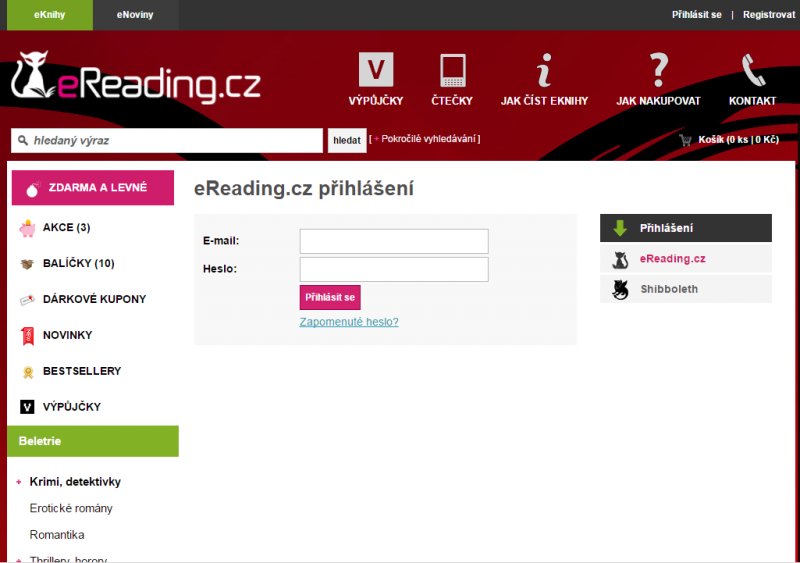 eKnihy
eNoviny
Přihlásit se | Registrovat
eReading.cz
V
VÝPŮJČKY
ČTEČKY
JAK ČÍST EKNIHY
JAK NAKUPOVAT
KONTAKT
hledaný výraz
hledat
[ + Pokročilé vyhledávání ]
Košík (0 ks | 0 Kč)
ZDARMA A LEVNÉ
AKCE (3)
BALÍČKY (10)
DÁRKOVÉ KUPONY
NOVINKY
BESTSELLERY
V VÝPŮJČKY
Beletrie
+ Krimi, detektivky
Erotické romány
Romantika
+ Thrillery, horory
eReading.cz přihlášení
E-mail:
Heslo:
Přihlásit se
Zapomenuté heslo?
Přihlášení
eReading.cz
Shibboleth